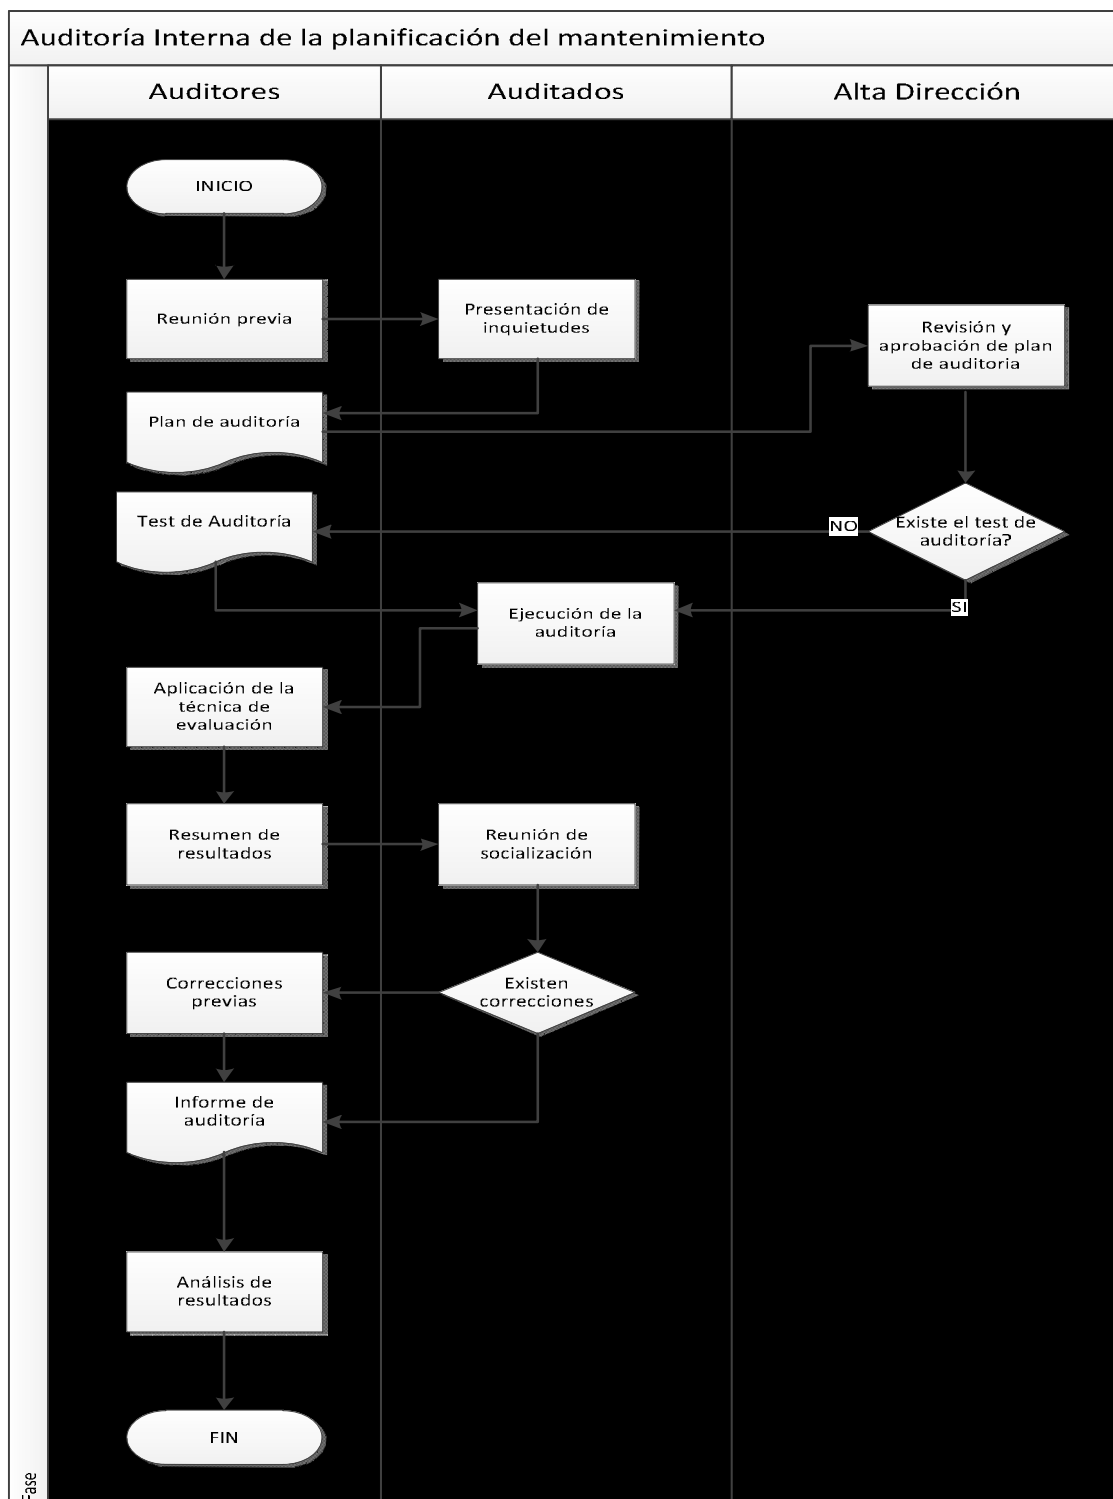 Auditoría Interna de la planificación del mantenimiento
Auditores
Auditados
Alta Dirección
INICIO
Reunión previa
Presentación de
inquietudes
Revisión y
aprobación de plan
de auditoria
Plan de auditoría
Test de Auditoría
NO
Existe el test de
auditoría?
SI
Ejecución de la
auditoría
Aplicación de la
técnica de
evaluación
Resumen de
resultados
Reunión de
socialización
Correcciones
previas
Existen
correcciones
Informe de
auditoría
Análisis de
resultados
FIN
Fase